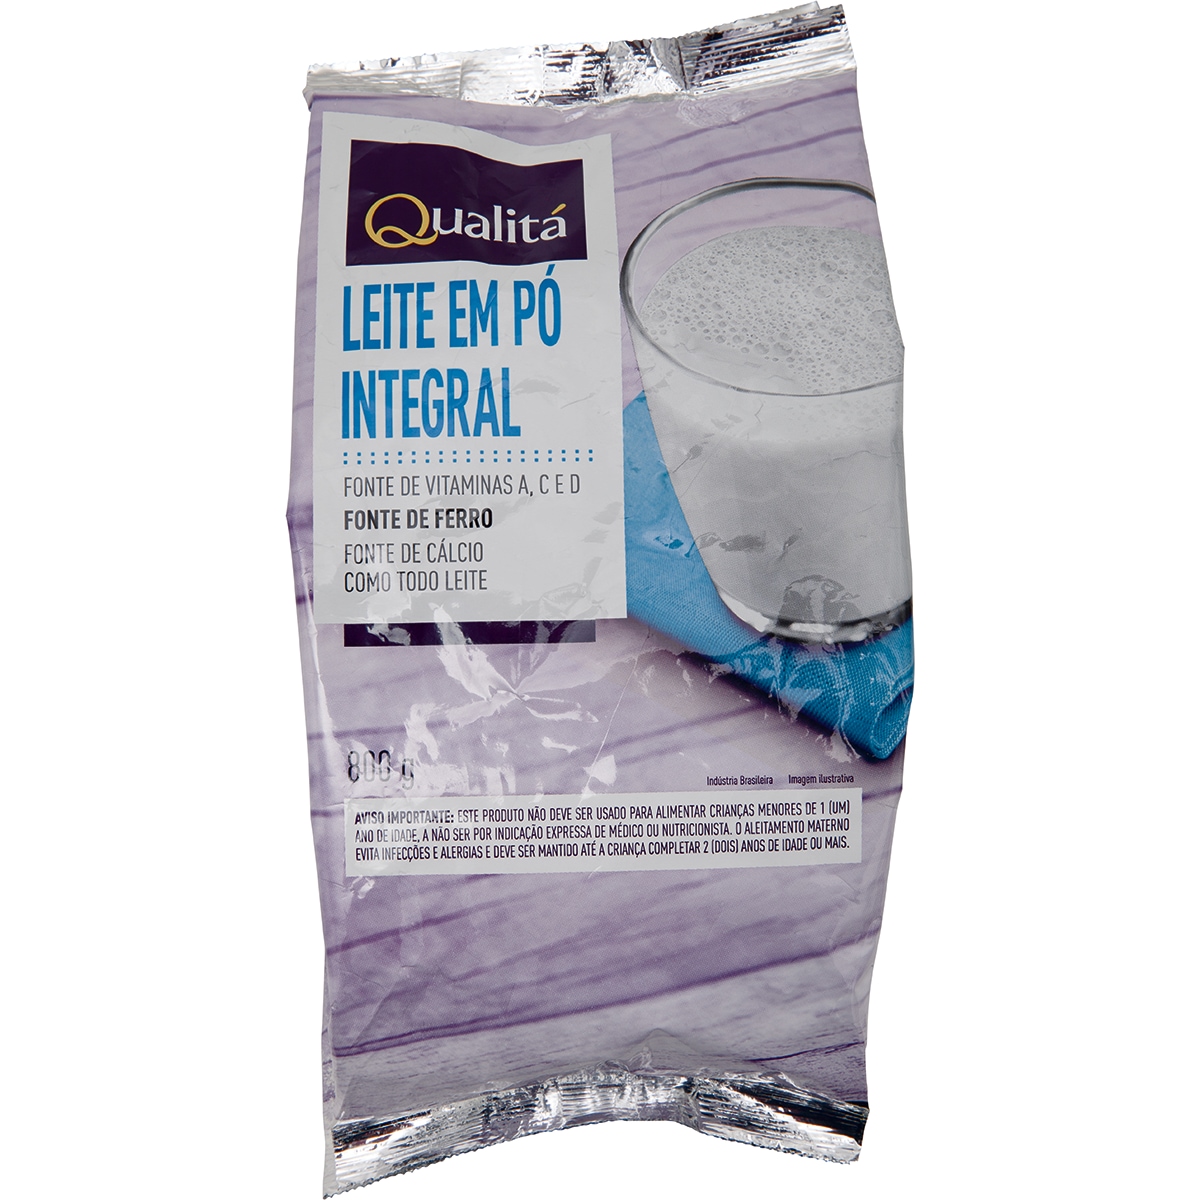 Qualitá
LEITE EM PÓ
INTEGRAL
FONTE DE VITAMINAS A, C E D
FONTE DE FERRO
FONTE DE CÁLCIO
COMO TODO LEITE
800 g
Indústria Brasileira Imagem ilustrativa
AVISO IMPORTANTE: ESTE PRODUTO NÃO DEVE SER USADO PARA ALIMENTAR CRIANÇAS MENORES DE 1 (UM)
ANO DE IDADE, A NÃO SER POR INDICAÇÃO EXPRESSA DE MÉDICO OU NUTRICIONISTA. O ALEITAMENTO MATERNO
EVITA INFECÇÕES E ALERGIAS E DEVE SER MANTIDO ATÉ A CRIANÇA COMPLETAR 2 (DOIS) ANOS DE IDADE OU MAIS.